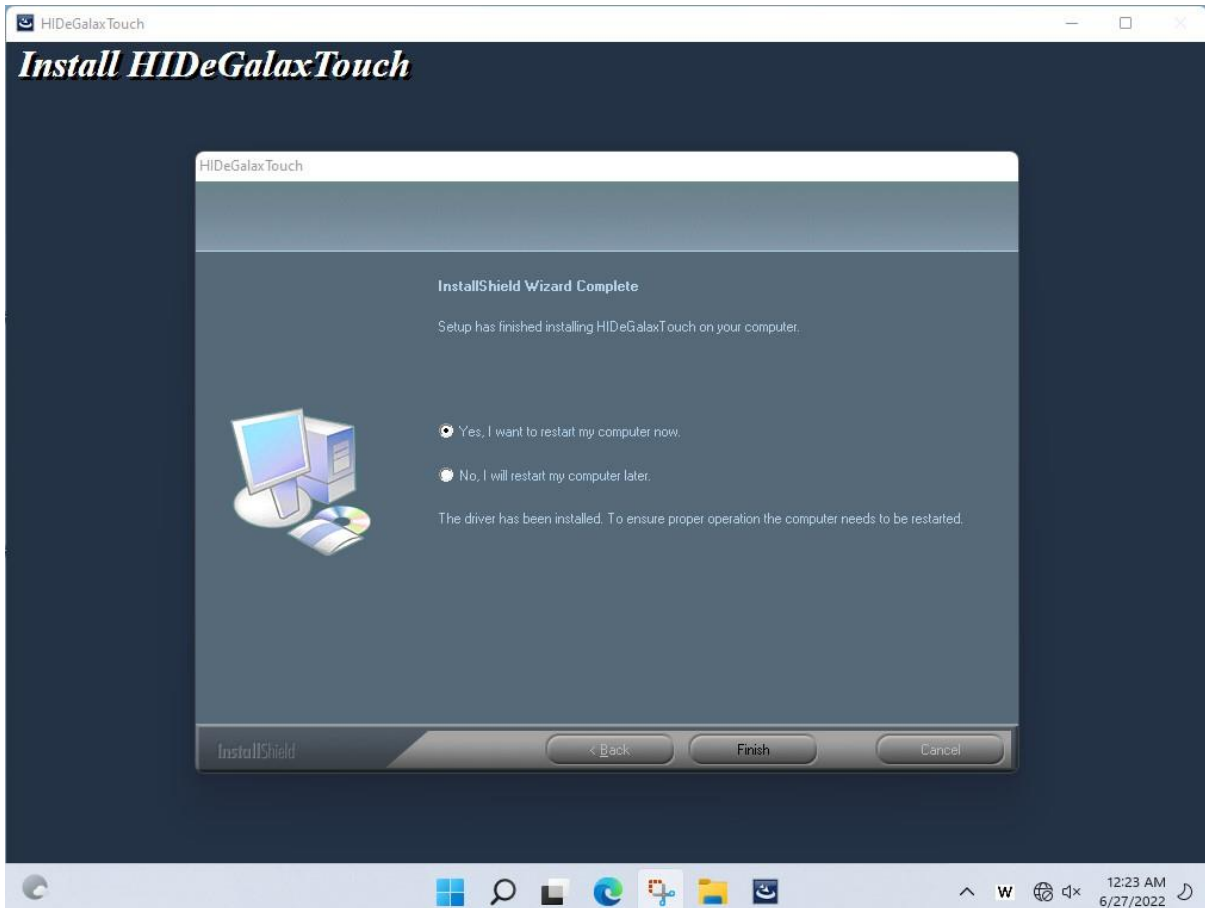 HIDeGalaxTouch
Install HIDeGalaxTouch
HIDeGalaxTouch
InstallShield Wizard Complete
Setup has finished installing HIDeGalaxTouch on your computer.
Yes, I want to restart my computer now.
No, I will restart my computer later.
The driver has been installed. To ensure proper operation the computer needs to be restarted.
InstallShield
< Back
Finish
Cancel
W
12:23 AM
6/27/2022